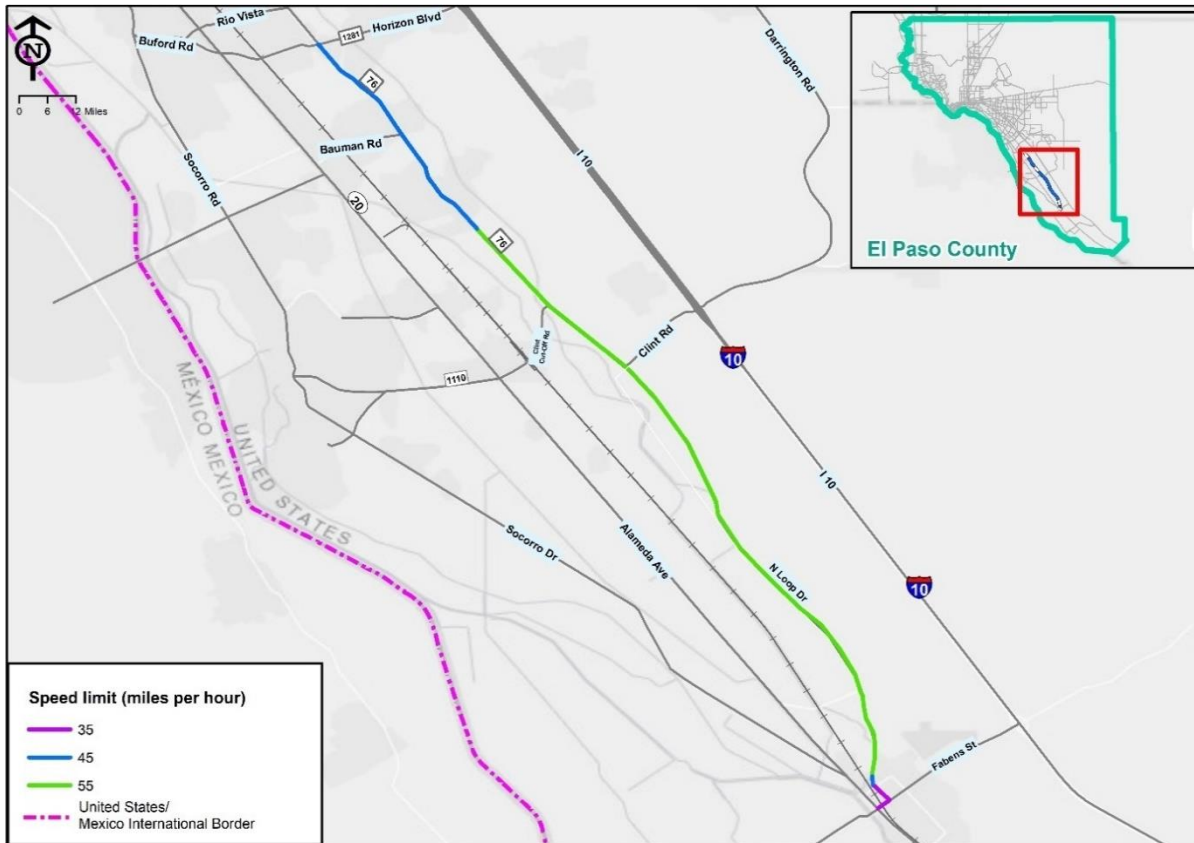 N
0 6 12 Miles
Rio Vista
Buford Rd
1281
Horizon Blvd
76
Bauman Rd
Socorro Rd
20
76
I 10
Darrington Rd
El Paso County
Clint Rd
Clint
Cut-Off Rd
10
1110
MÉXICO MEXICO
UNITED STATES
I 10
Socorro Dr
Alameda Ave
N Loop Dr
10
Fabens St
Speed limit (miles per hour)
35
45
55
United States/
Mexico International Border